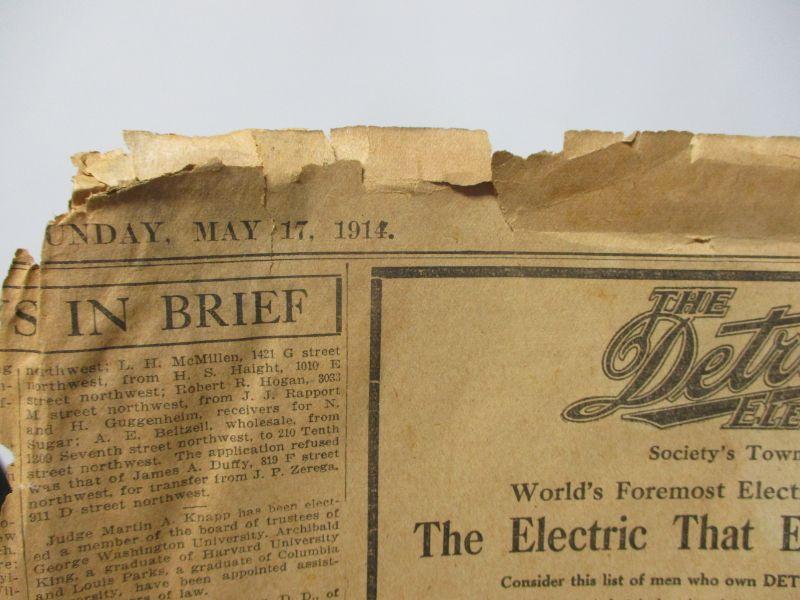 UNDAY, MAY 17, 1914.
S IN BRIEF
northwest; L. H. McMillen, 1421 G street
northwest, from H. S. Haight, 1010 E
street northwest; Robert R. Hogan, 3033
M street northwest, from J. J. Rapport
and H. Guggenheim, receivers for N.
Sugar; A. E. Beitzell, wholesale, from
1209 Seventh street northwest, to 210 Tenth
street northwest. The application refused
was that of James A. Duffy, 819 F street
northwest, for transfer from J. P. Zerega,
911 D street northwest.
Judge Martin A. Knapp has been elect-
ed a member of the board of trustees of
George Washington University. Archibald
King, a graduate of Harvard University
and Louis Parks, a graduate of Columbia
ersity, have been appointed assist-
rs of law.
D. D., of
THE
Detr
ELE
Society's Town
World's Foremost Elect
The Electric That E
Consider this list of men who own DET